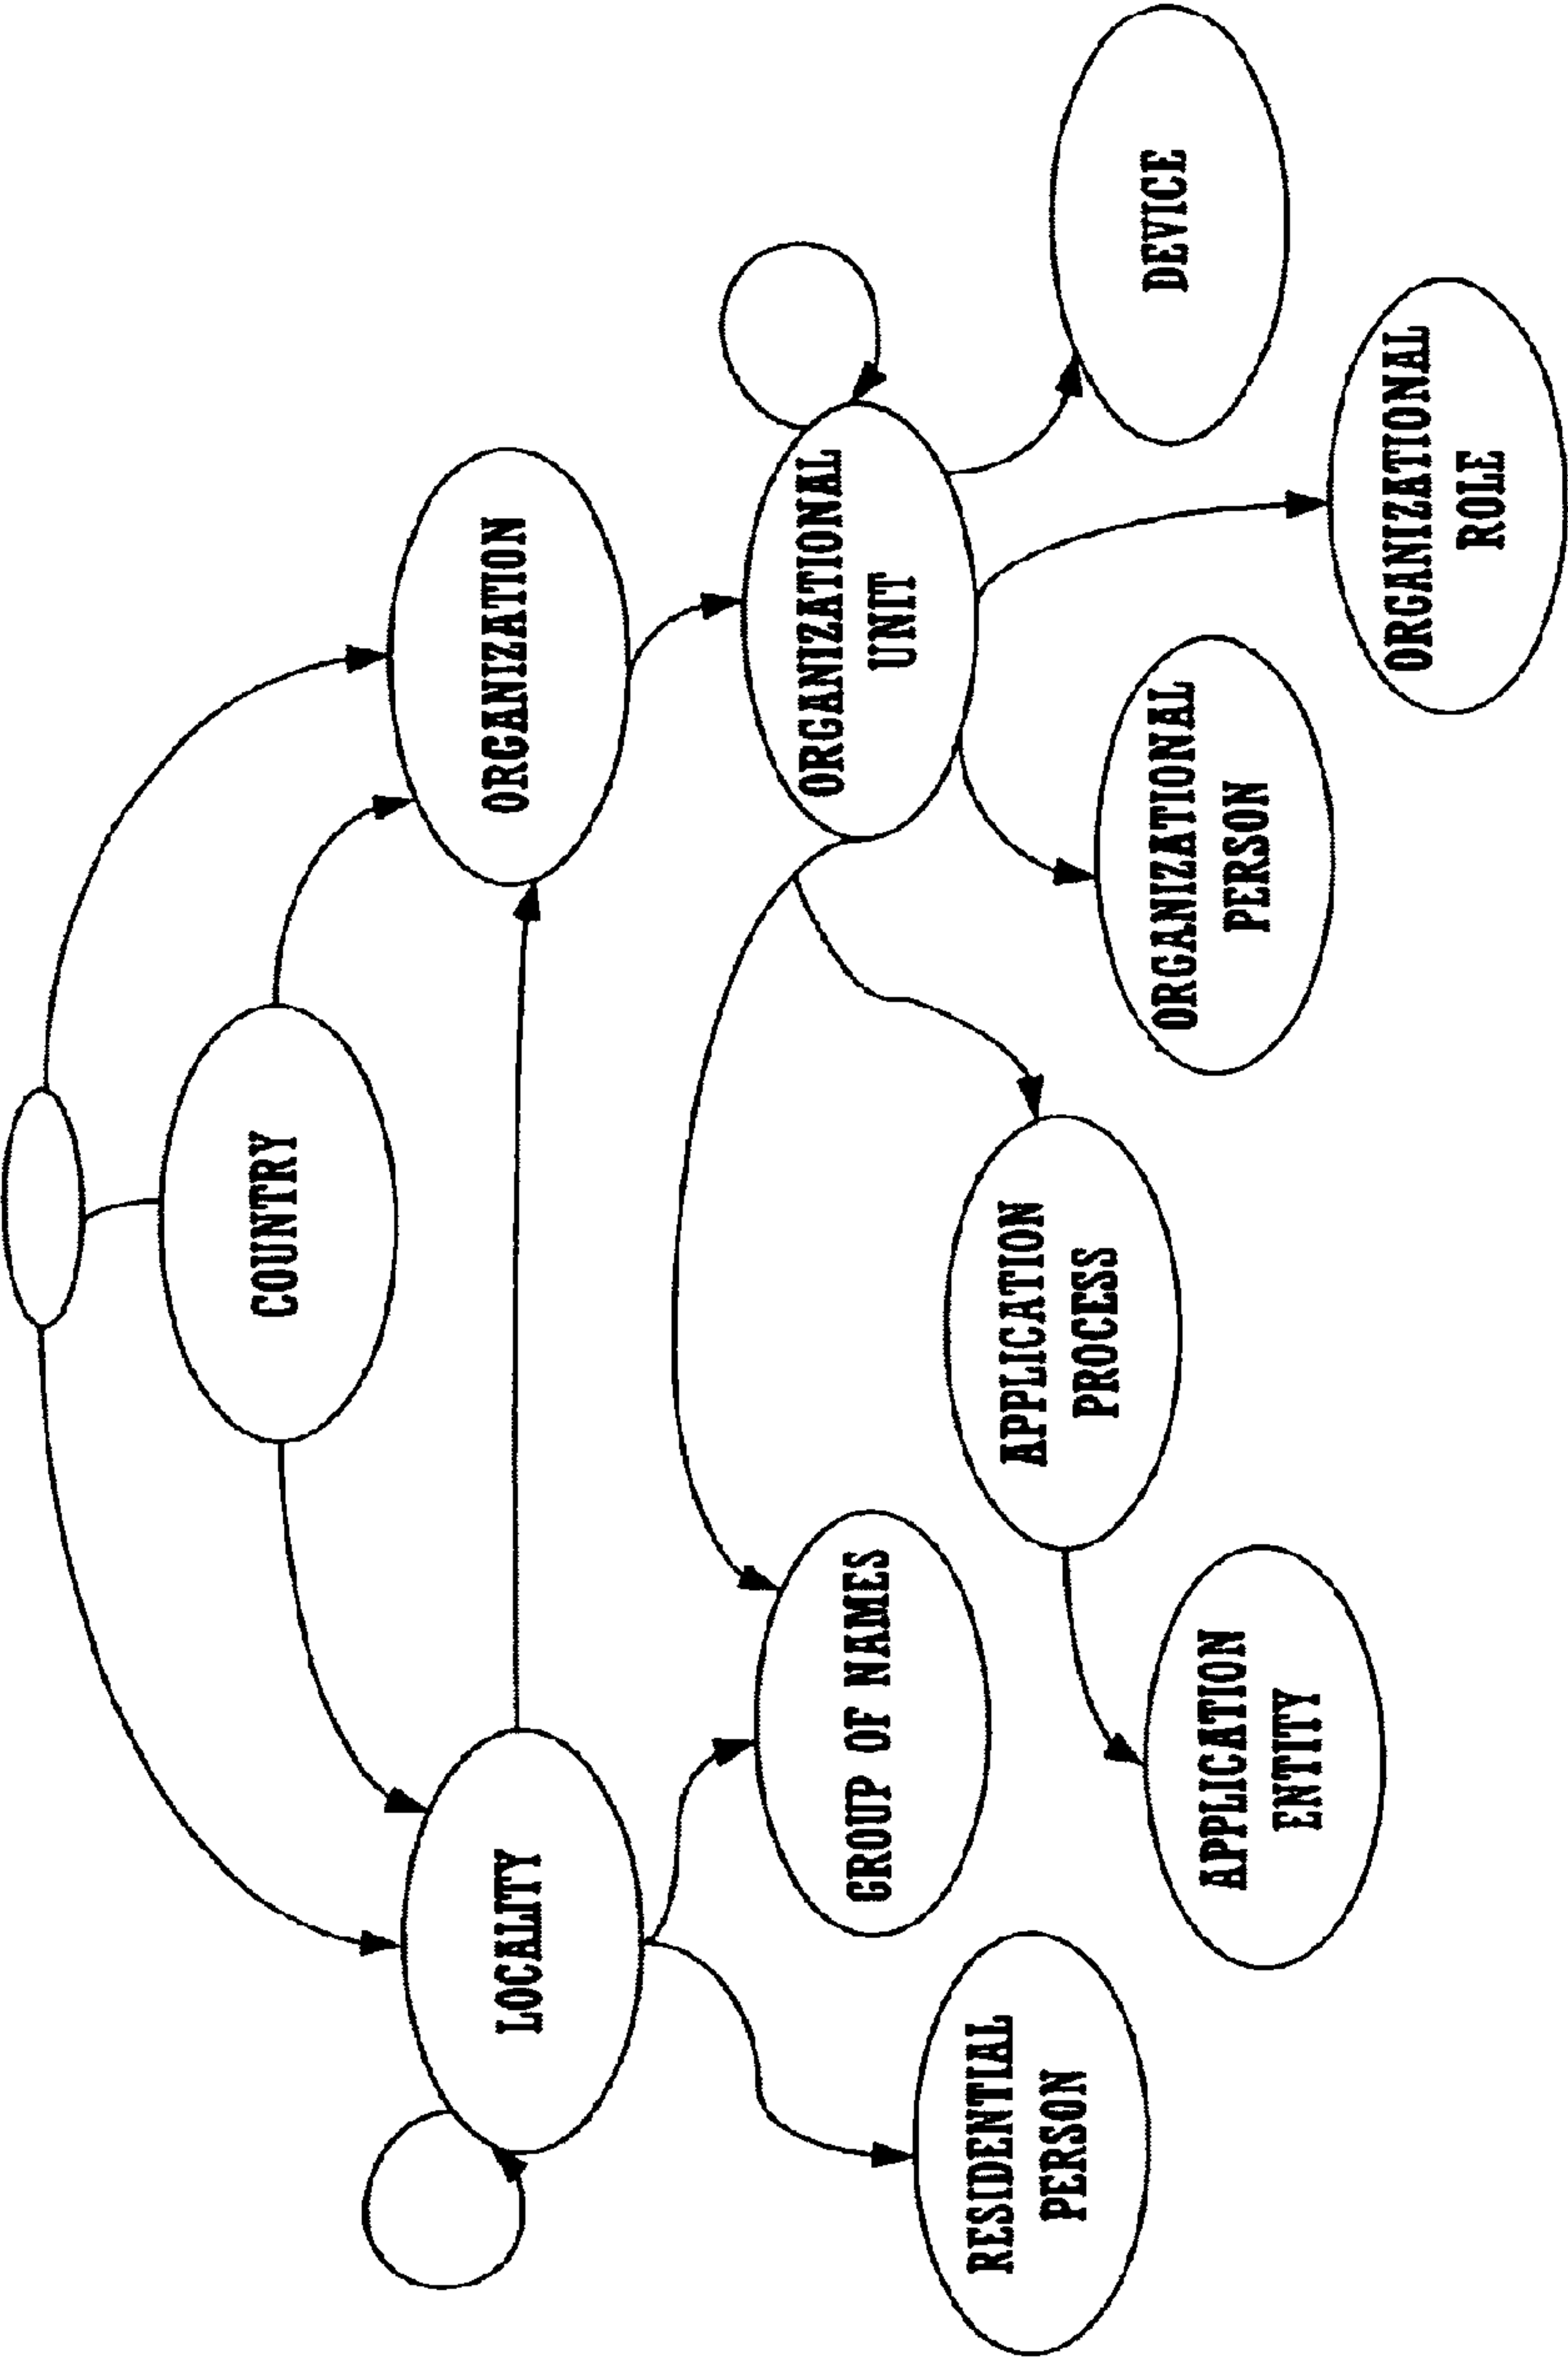 COUNTRY
LOCALITY
ORGANIZATION
ORGANIZATIONAL
UNIT
GROUP OF NAMES
RESIDENTIAL
PERSON
APPLICATION
PROCESS
APPLICATION
ENTITY
ORGANIZATIONAL
PERSON
ORGANIZATIONAL
ROLE
DEVICE